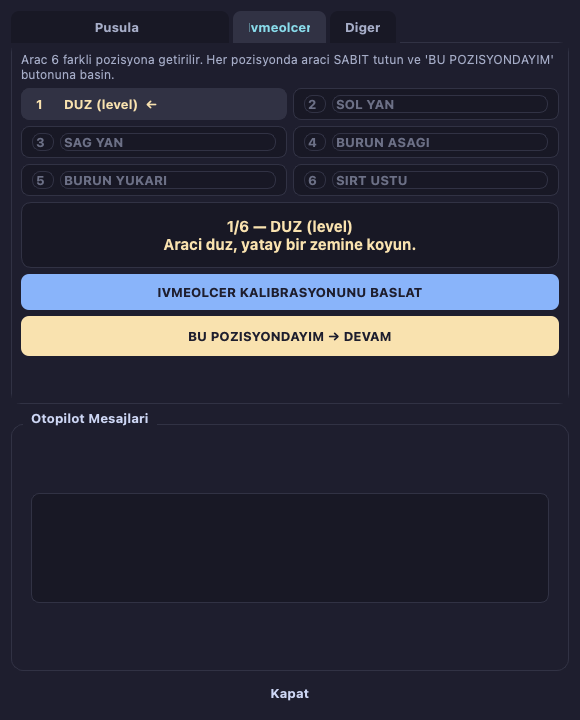 Pusula
Ivmeolcer
Diger
Arac 6 farkli pozisyona getirilir. Her pozisyonda araci SABIT tutun ve 'BU POZISYONDAYIM'
butonuna basin.
1 DUZ (level) ←
2 SOL YAN
3 SAG YAN
4 BURUN ASAGI
5 BURUN YUKARI
6 SIRT USTU
1/6 — DUZ (level)
Araci duz, yatay bir zemine koyun.
IVMEOLCER KALIBRASYONUNU BASLAT
BU POZISYONDAYIM → DEVAM
Otopilot Mesajlari
Kapat